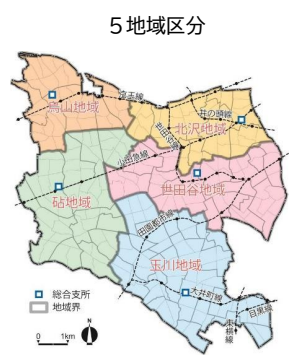 5地域区分
京王線
烏山地域
井の頭線
北沢地域
小田急線
小田急線
世田谷地域
砧地域
田園都市線
玉川地域
大井町線
目黒線
東横線
総合支所
地域界
0 1km
N